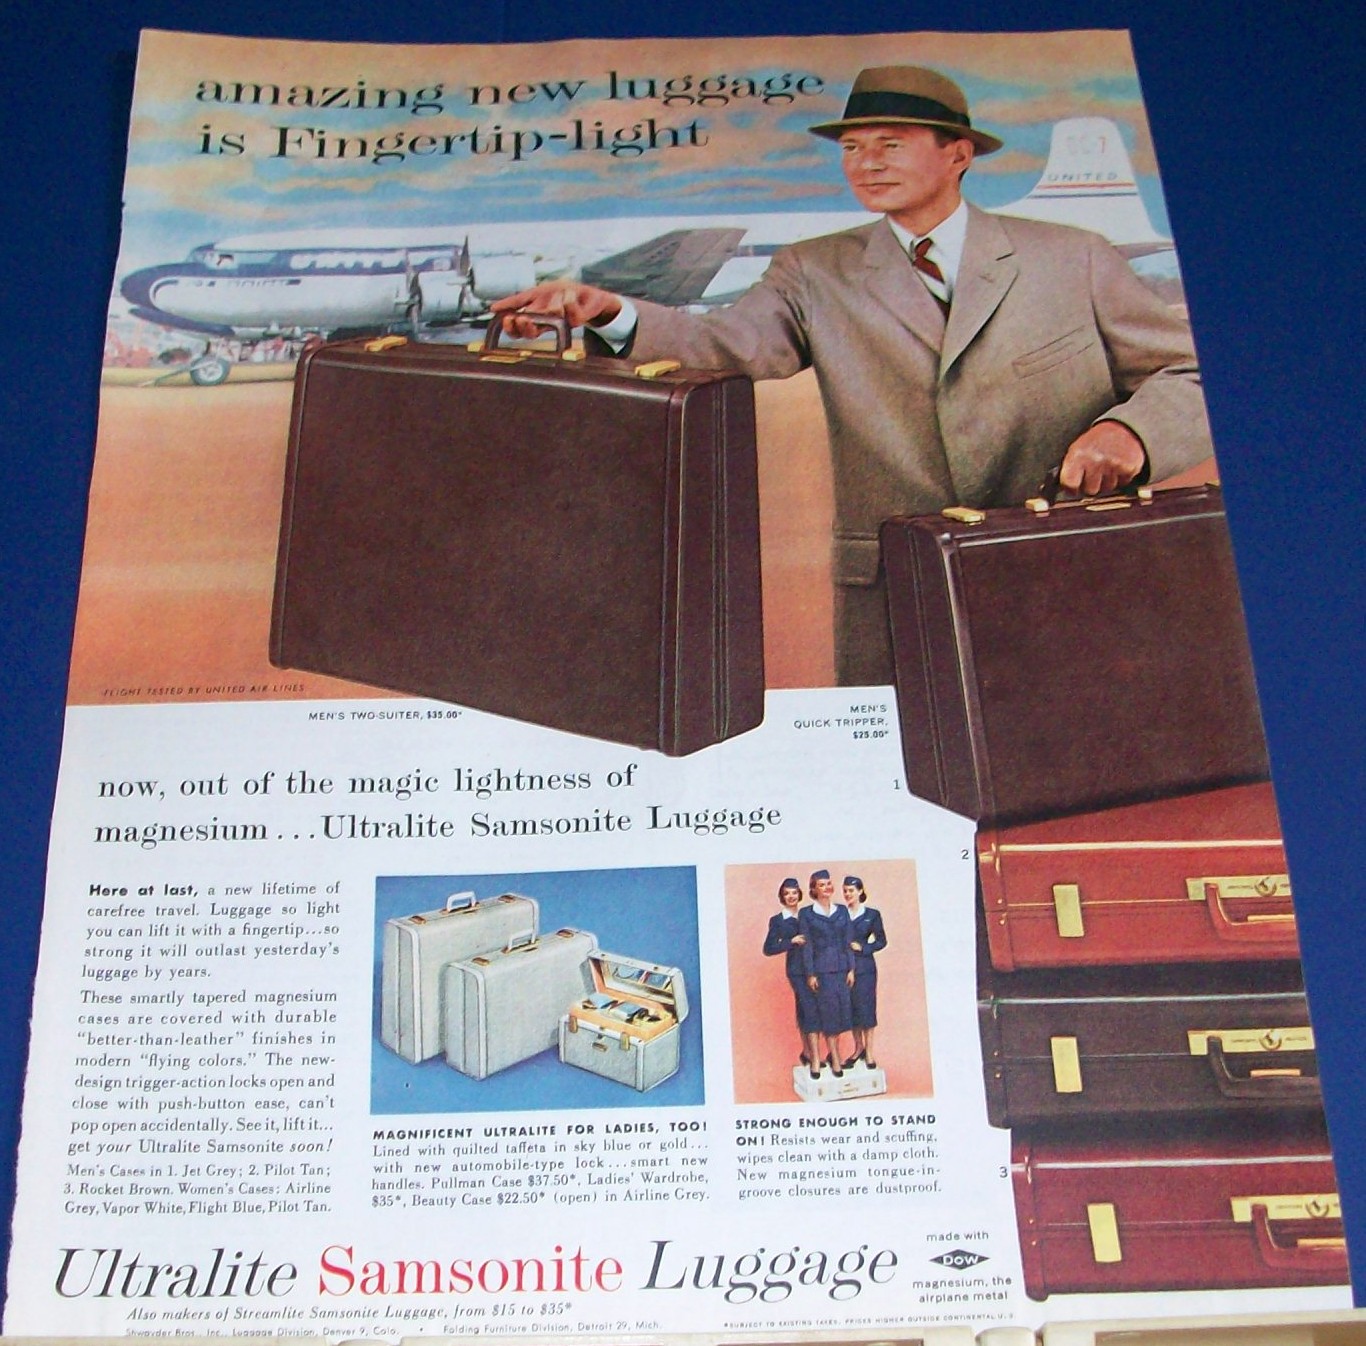 amazing new luggage
is Fingertip-light
DC-7
UNITED
UNITED
FLIGHT TESTED BY UNITED AIR LINES
MEN'S TWO-SUITER, $35.00*
MEN'S
QUICK TRIPPER,
$25.00*
1
2
3
now, out of the magic lightness of
magnesium...Ultralite Samsonite Luggage
Here at last, a new lifetime of
carefree travel. Luggage so light
you can lift it with a fingertip...so
strong it will outlast yesterday's
luggage by years.
These smartly tapered magnesium
cases are covered with durable
"better-than-leather" finishes in
modern "flying colors." The new-
design trigger-action locks open and
close with push-button ease, can't
pop open accidentally. See it, lift it...
get your Ultralite Samsonite soon!
Men's Cases in 1. Jet Grey; 2. Pilot Tan;
3. Rocket Brown. Women's Cases: Airline
Grey, Vapor White, Flight Blue, Pilot Tan.
MAGNIFICENT ULTRALITE FOR LADIES, TOO!
Lined with quilted taffeta in sky blue or gold...
with new automobile-type lock...smart new
handles. Pullman Case $37.50*, Ladies' Wardrobe,
$35*, Beauty Case $22.50* (open) in Airline Grey.
STRONG ENOUGH TO STAND
ON! Resists wear and scuffing,
wipes clean with a damp cloth.
New magnesium tongue-in-
groove closures are dustproof.
Ultralite Samsonite Luggage
made with
DOW
magnesium, the
airplane metal
Also makers of Streamlite Samsonite Luggage, from $15 to $35*
Shwayder Bros., Inc., Luggage Division, Denver 9, Colo. • Folding Furniture Division, Detroit 29, Mich.
*SUBJECT TO EXISTING TAXES. PRICES HIGHER OUTSIDE CONTINENTAL U.S.